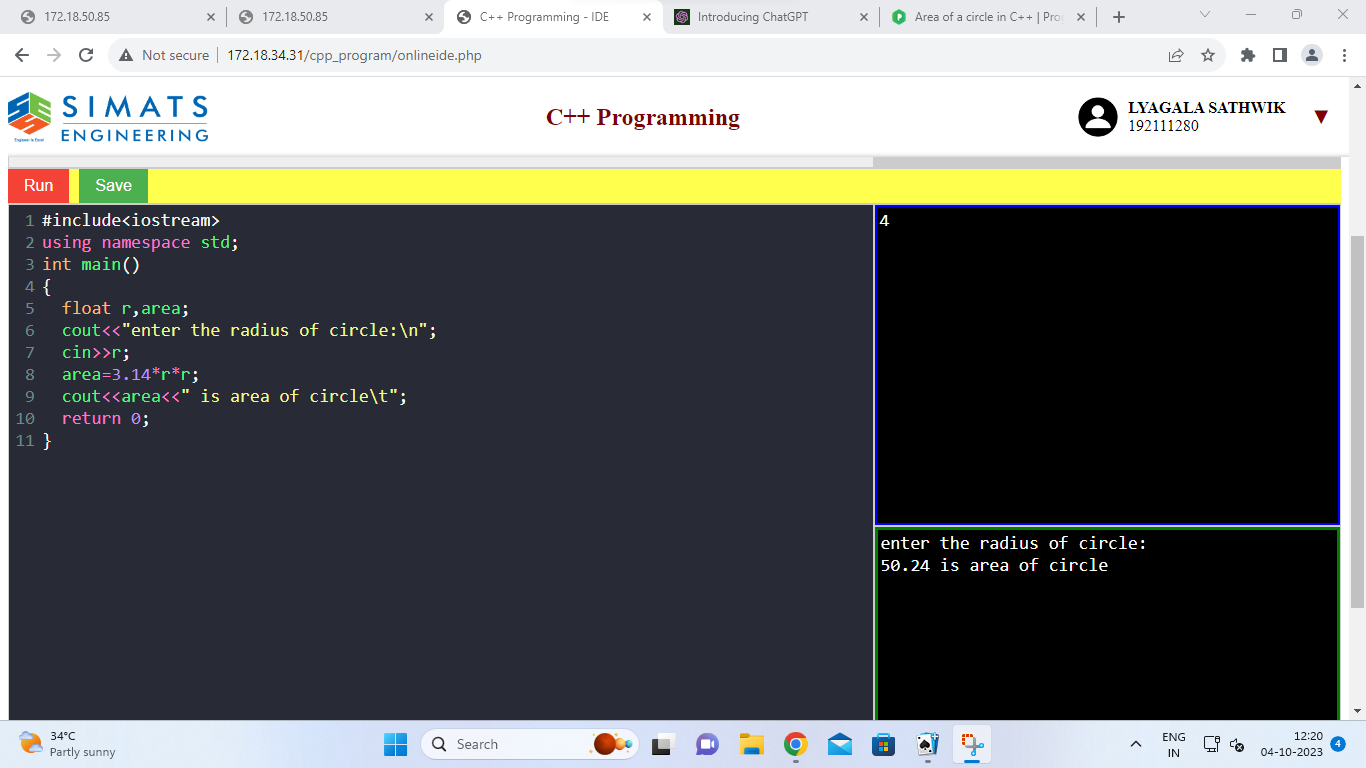 172.18.50.85
172.18.50.85
C++ Programming - IDE
Introducing ChatGPT
Area of a circle in C++ | Pro
Not secure
172.18.34.31/cpp_program/onlineide.php
SIMATS
ENGINEERING
C++ Programming
LYAGALA SATHWIK
192111280
Run
Save
1 #include<iostream>
2 using namespace std;
3 int main()
4 {
5   float r,area;
6   cout<<"enter the radius of circle:\n";
7   cin>>r;
8   area=3.14*r*r;
9   cout<<area<<" is area of circle\t";
10   return 0;
11 }
4
enter the radius of circle:
50.24 is area of circle
34°C
Partly sunny
Search
ENG
IN
12:20
04-10-2023
4